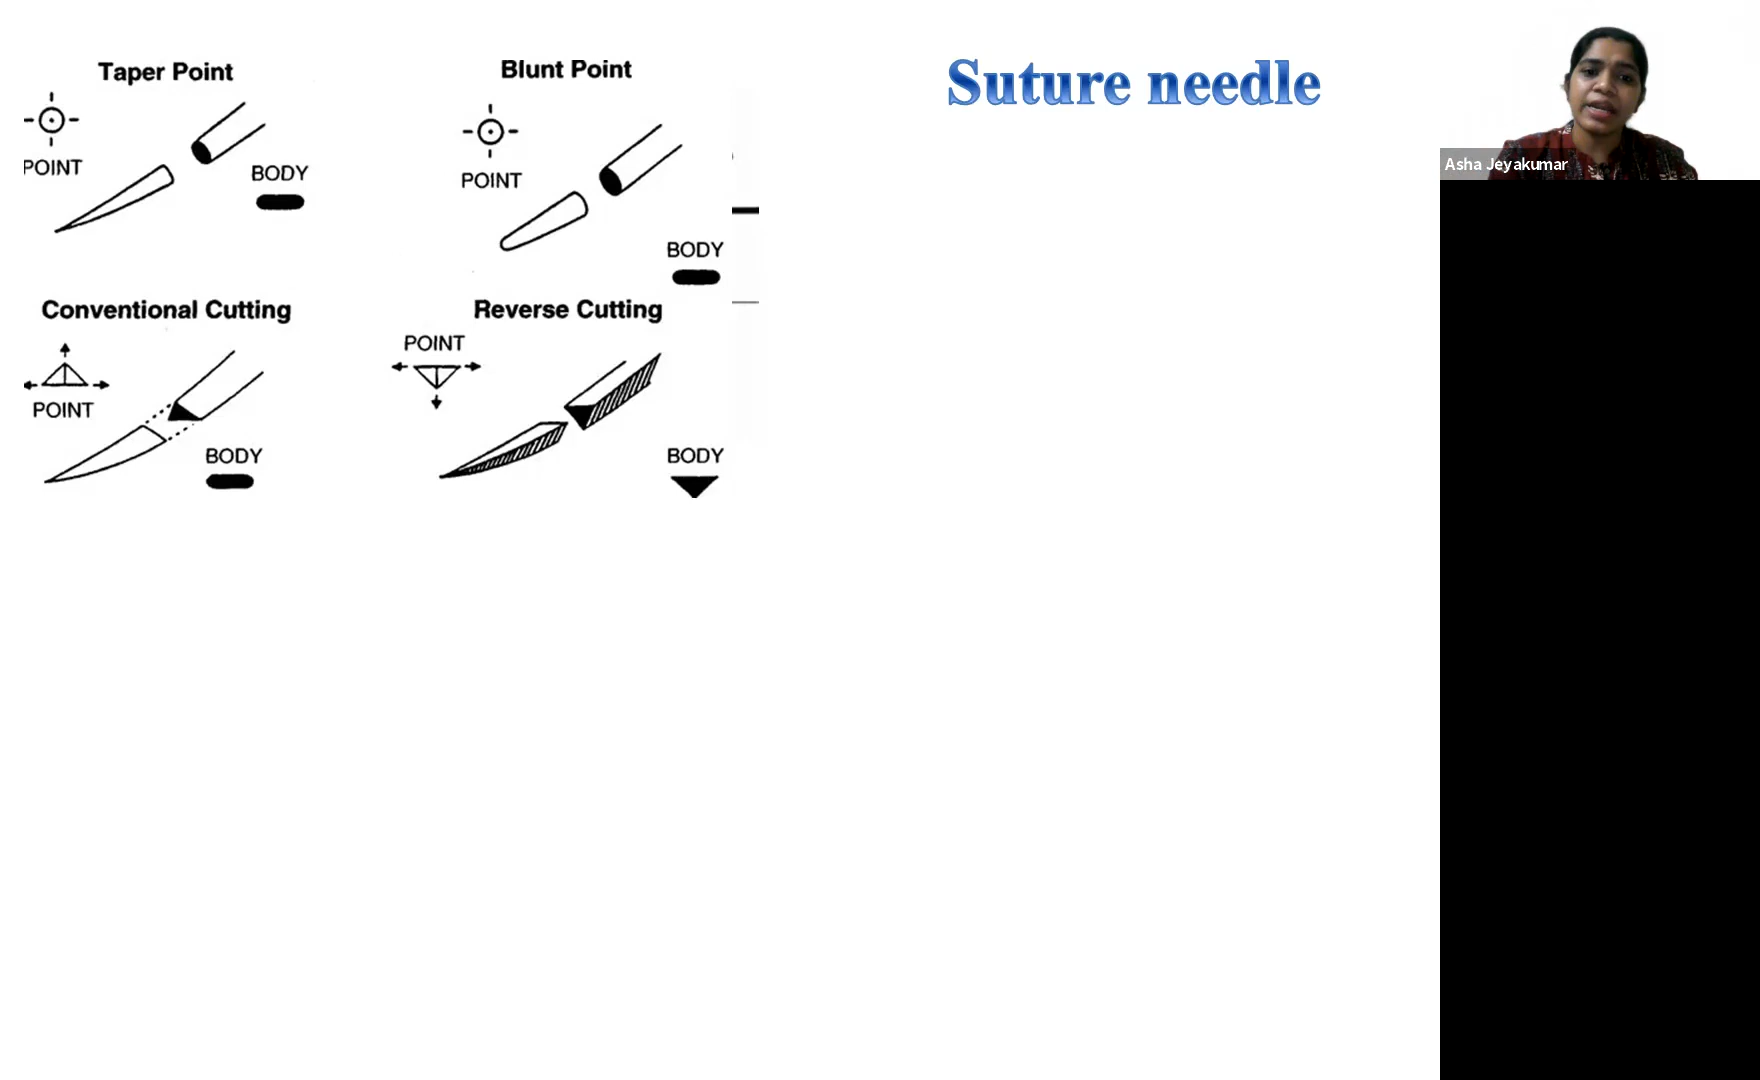 Taper Point
POINT
BODY
Blunt Point
POINT
BODY
Conventional Cutting
POINT
BODY
Reverse Cutting
POINT
BODY
Suture needle
Asha Jeyakumar